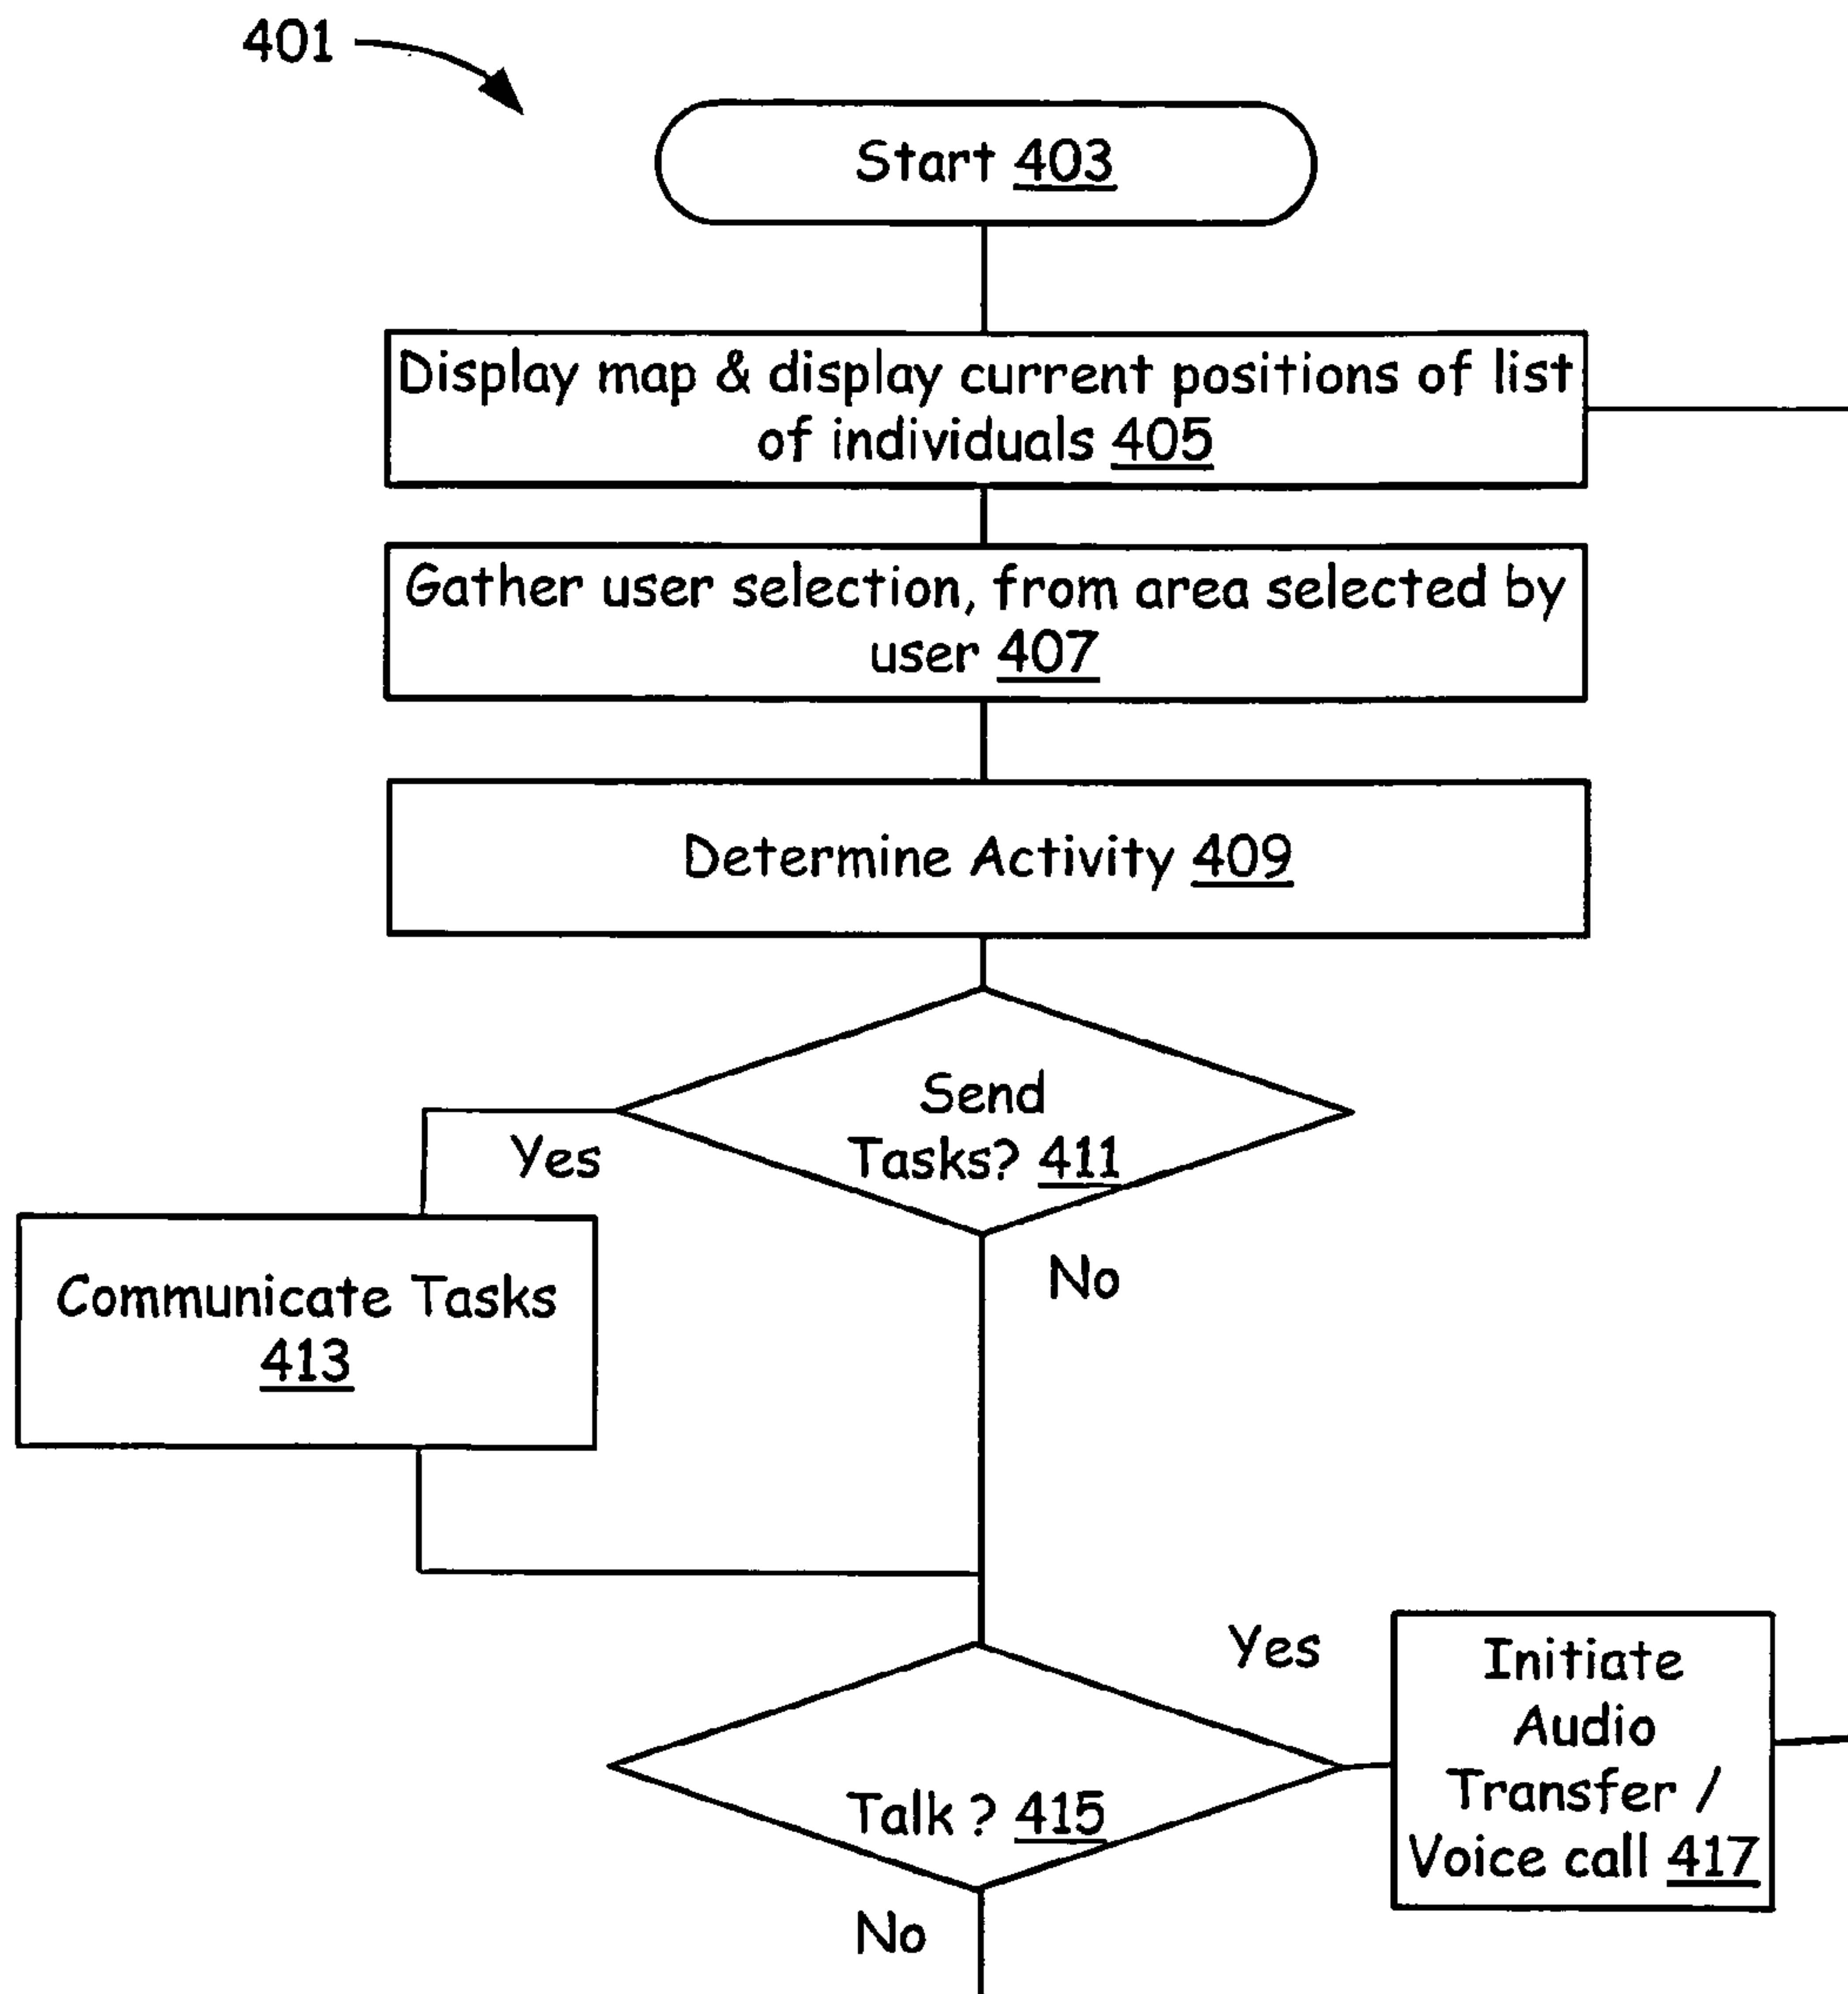 401
Start 403
Display map & display current positions of list
of individuals 405
Gather user selection, from area selected by
user 407
Determine Activity 409
Send
Tasks? 411
Yes
No
Communicate Tasks
413
Yes
Initiate
Audio
Transfer /
Voice call 417
Talk ? 415
No